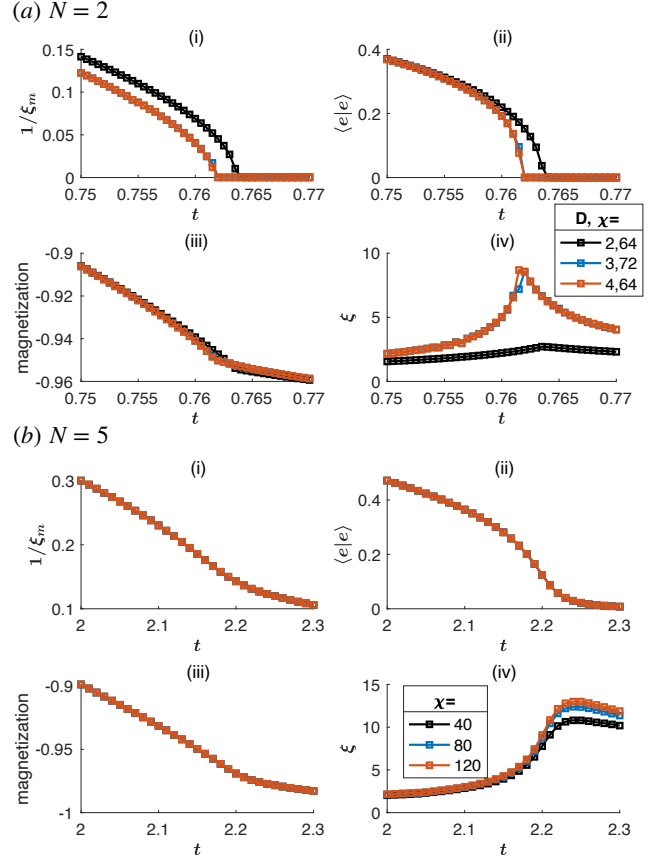 (a) N = 2
(i)
0.15
0.1
0.05
0
1/ξₘ
0.75
0.755
0.76
0.765
0.77
t
(ii)
0.4
0.2
0
⟨e|e⟩
0.75
0.755
0.76
0.765
0.77
t
(iii)
-0.9
-0.92
-0.94
-0.96
magnetization
0.75
0.755
0.76
0.765
0.77
t
(iv)
10
5
0
ξ
0.75
0.755
0.76
0.765
0.77
t
D, χ=
2,64
3,72
4,64
(b) N = 5
(i)
0.3
0.2
0.1
1/ξₘ
2
2.1
2.2
2.3
t
(ii)
0.4
0.2
0
⟨e|e⟩
2
2.1
2.2
2.3
t
(iii)
-0.9
-0.95
-1
magnetization
2
2.1
2.2
2.3
t
(iv)
15
10
5
0
ξ
2
2.1
2.2
2.3
t
χ=
40
80
120